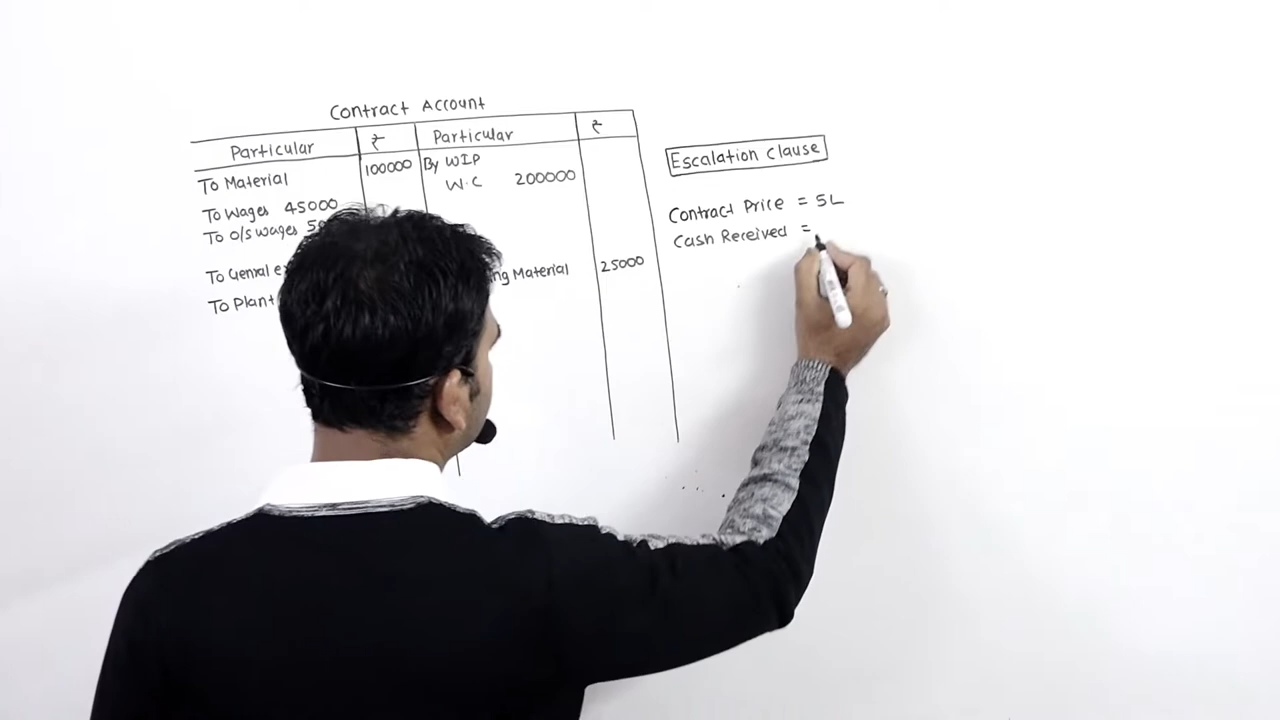 Contract Account
Particular ₹ Particular ₹
To Material 100000 By WIP
W.C 200000
To Wages 45000
To O/s wages
To Genral
Material 25000
To Plant
Escalation Clause
Contract Price = 5L
Cash Received =